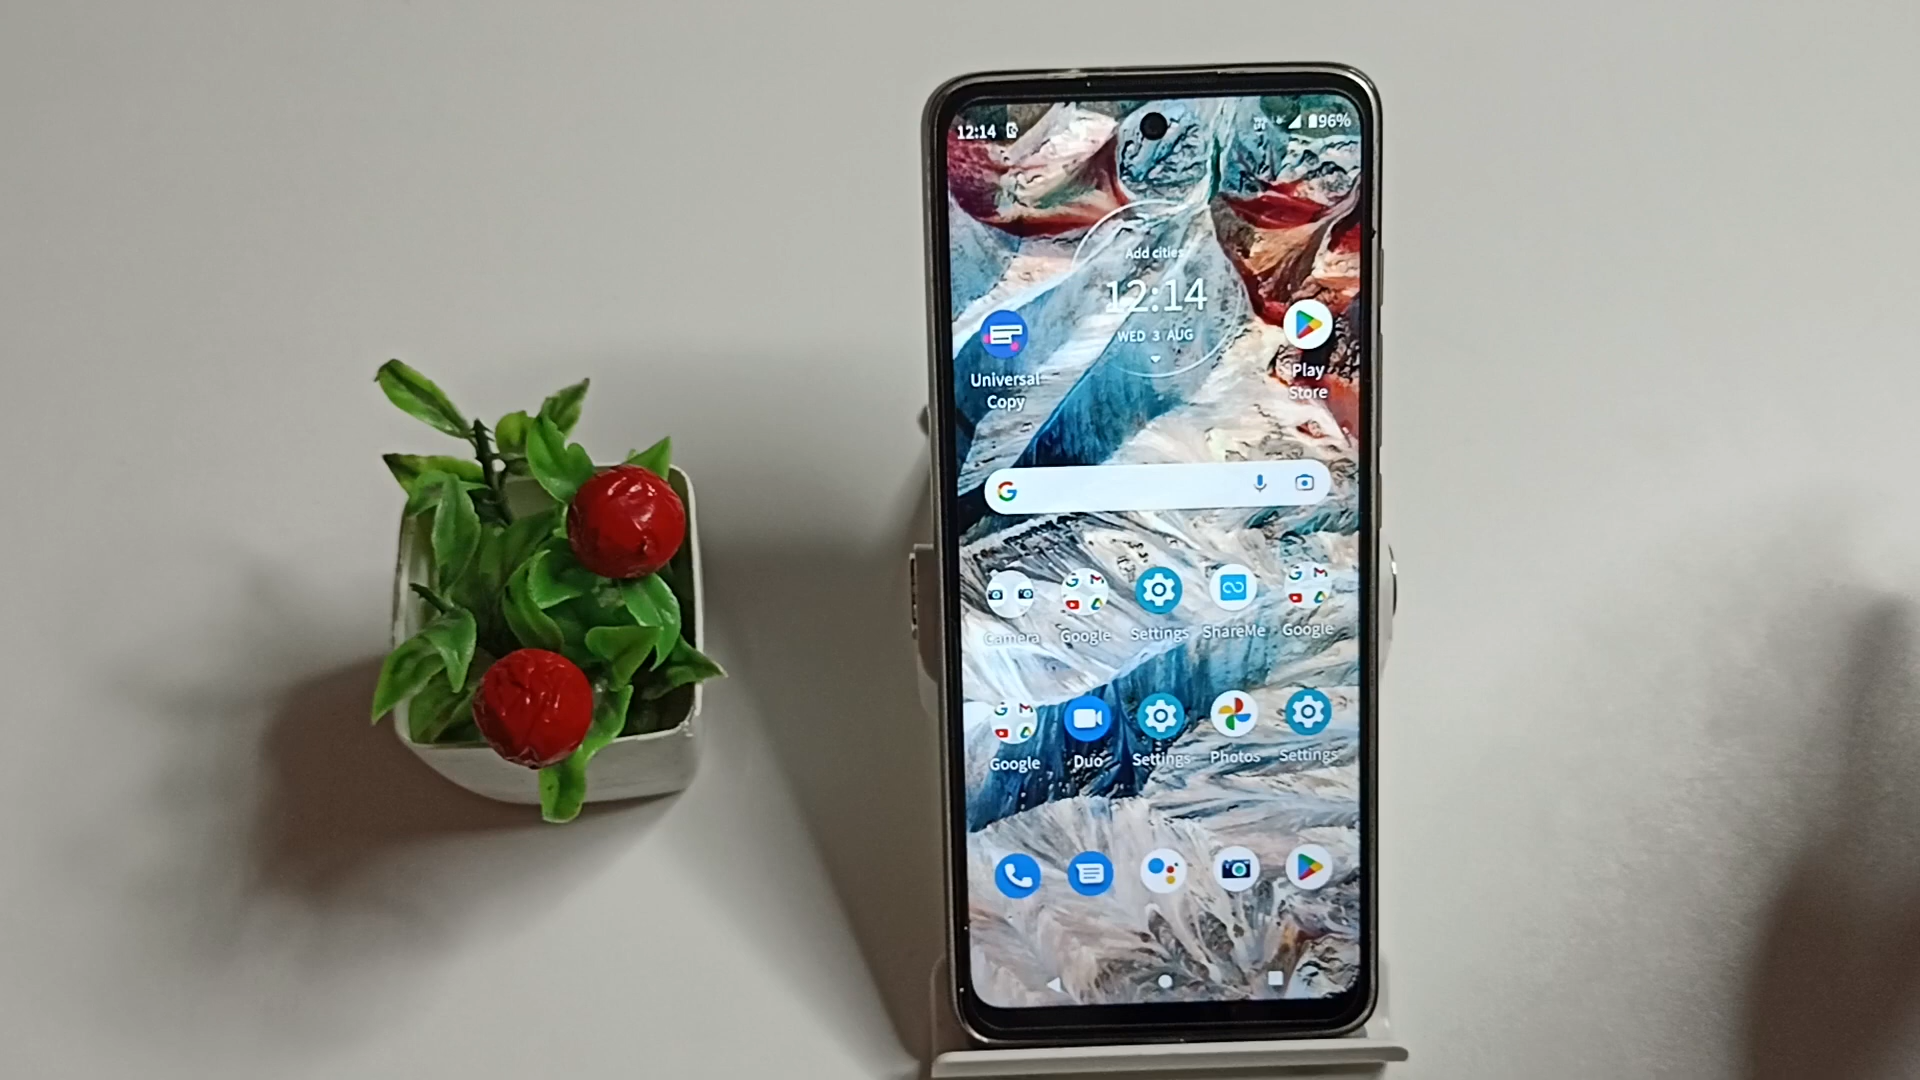 12:14
96%
Add cities
12:14
WED 3 AUG
Universal
Copy
Play
Store
Camera
Google
Settings
ShareMe
Google
Google
Duo
Settings
Photos
Settings